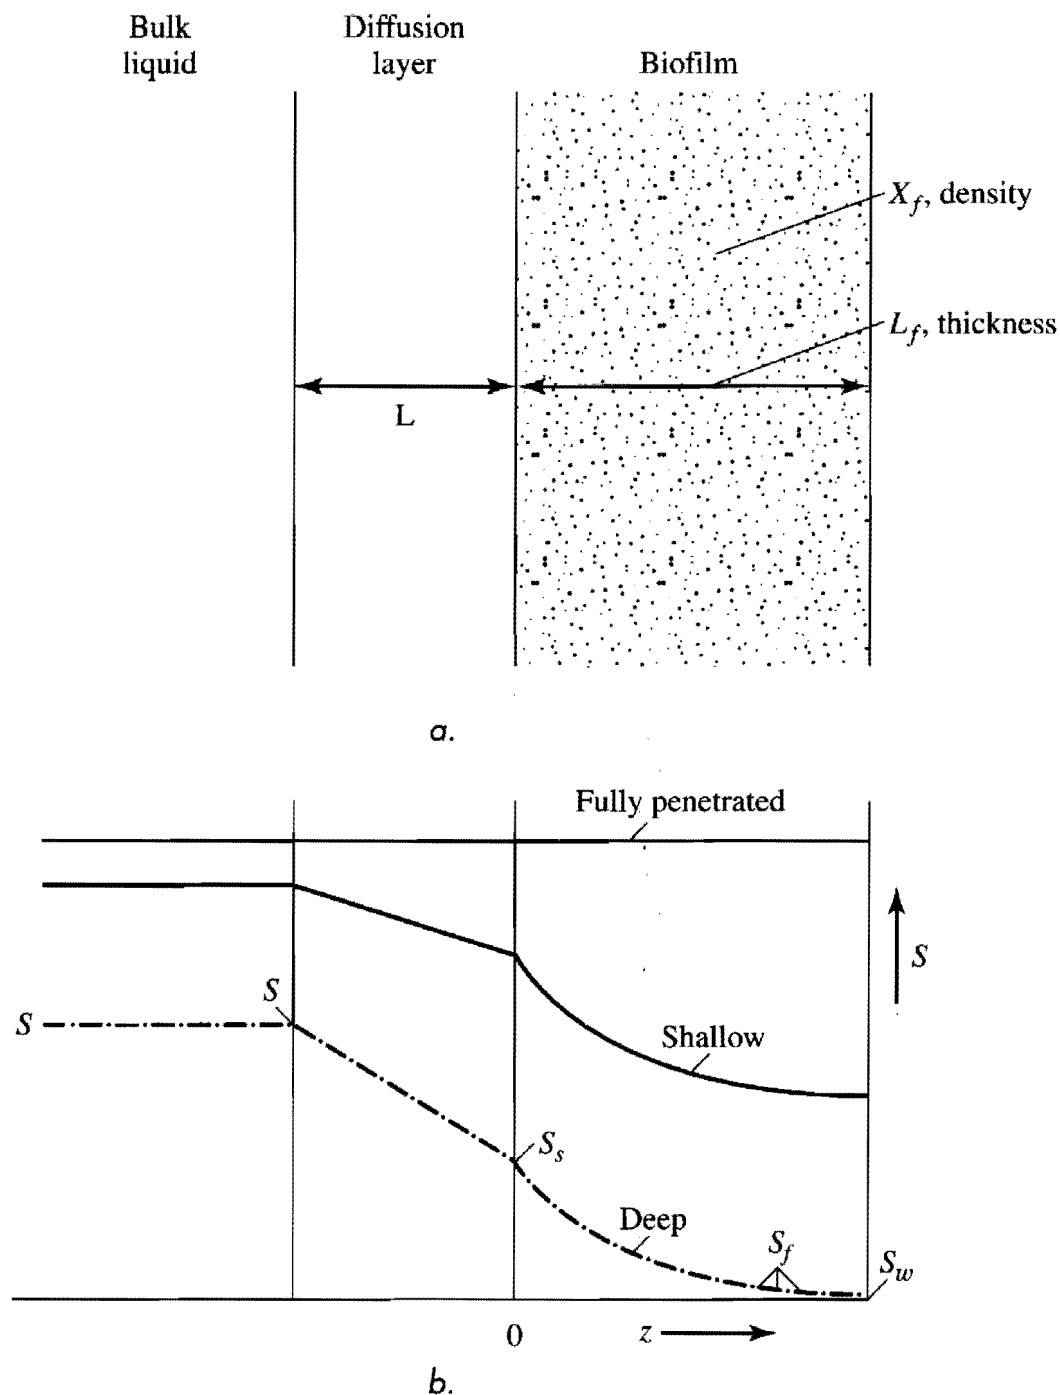 Bulk liquid
Diffusion layer
Biofilm
X_f, density
L_f, thickness
L
a.
Fully penetrated
S
S
S
Shallow
S_s
Deep
S_f
S_w
0
z
b.